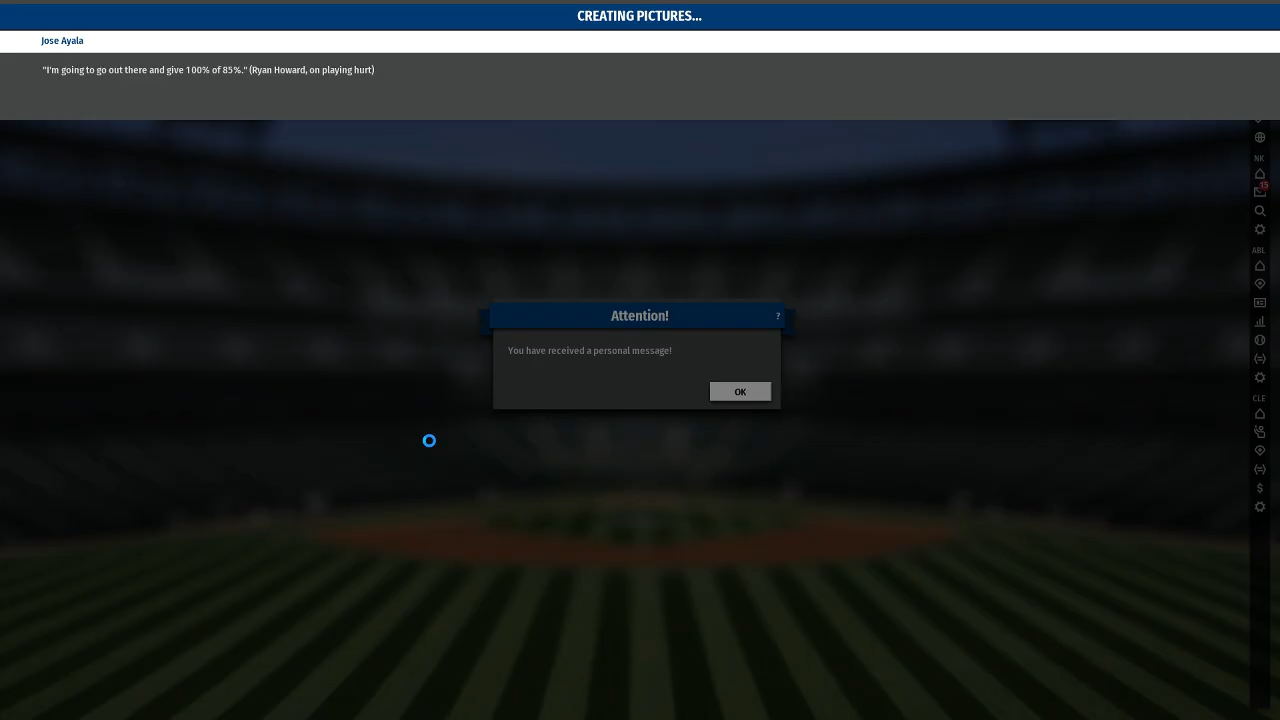 CREATING PICTURES...
Jose Ayala
"I'm going to go out there and give 100% of 85%." (Ryan Howard, on playing hurt)
NK
15
ABL
Attention!
?
You have received a personal message!
OK
CLE
$